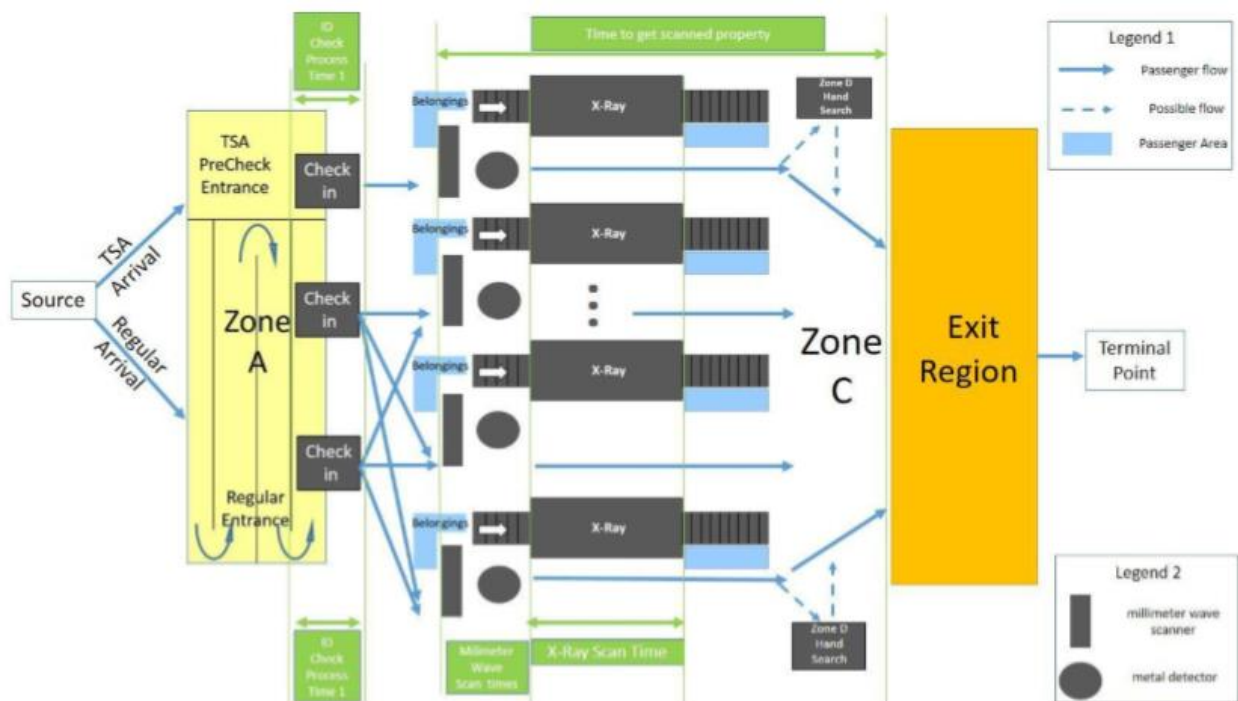 ID
Check
Process
Time 1
Time to get scanned property
Legend 1
Passenger flow
Possible flow
Passenger Area
Belongings
X-Ray
Zone D
Hand
Search
TSA
PreCheck
Entrance
Check
in
TSA
Arrival
Source
Regular
Arrival
Zone
A
Check
in
Belongings
X-Ray
Zone
C
Exit
Region
Terminal
Point
Belongings
X-Ray
Check
in
Regular
Entrance
Belongings
X-Ray
Legend 2
millimeter wave
scanner
metal detector
Zone D
Hand
Search
ID
Check
Process
Time 1
Milimeter
Wave
Scan times
X-Ray Scan Time